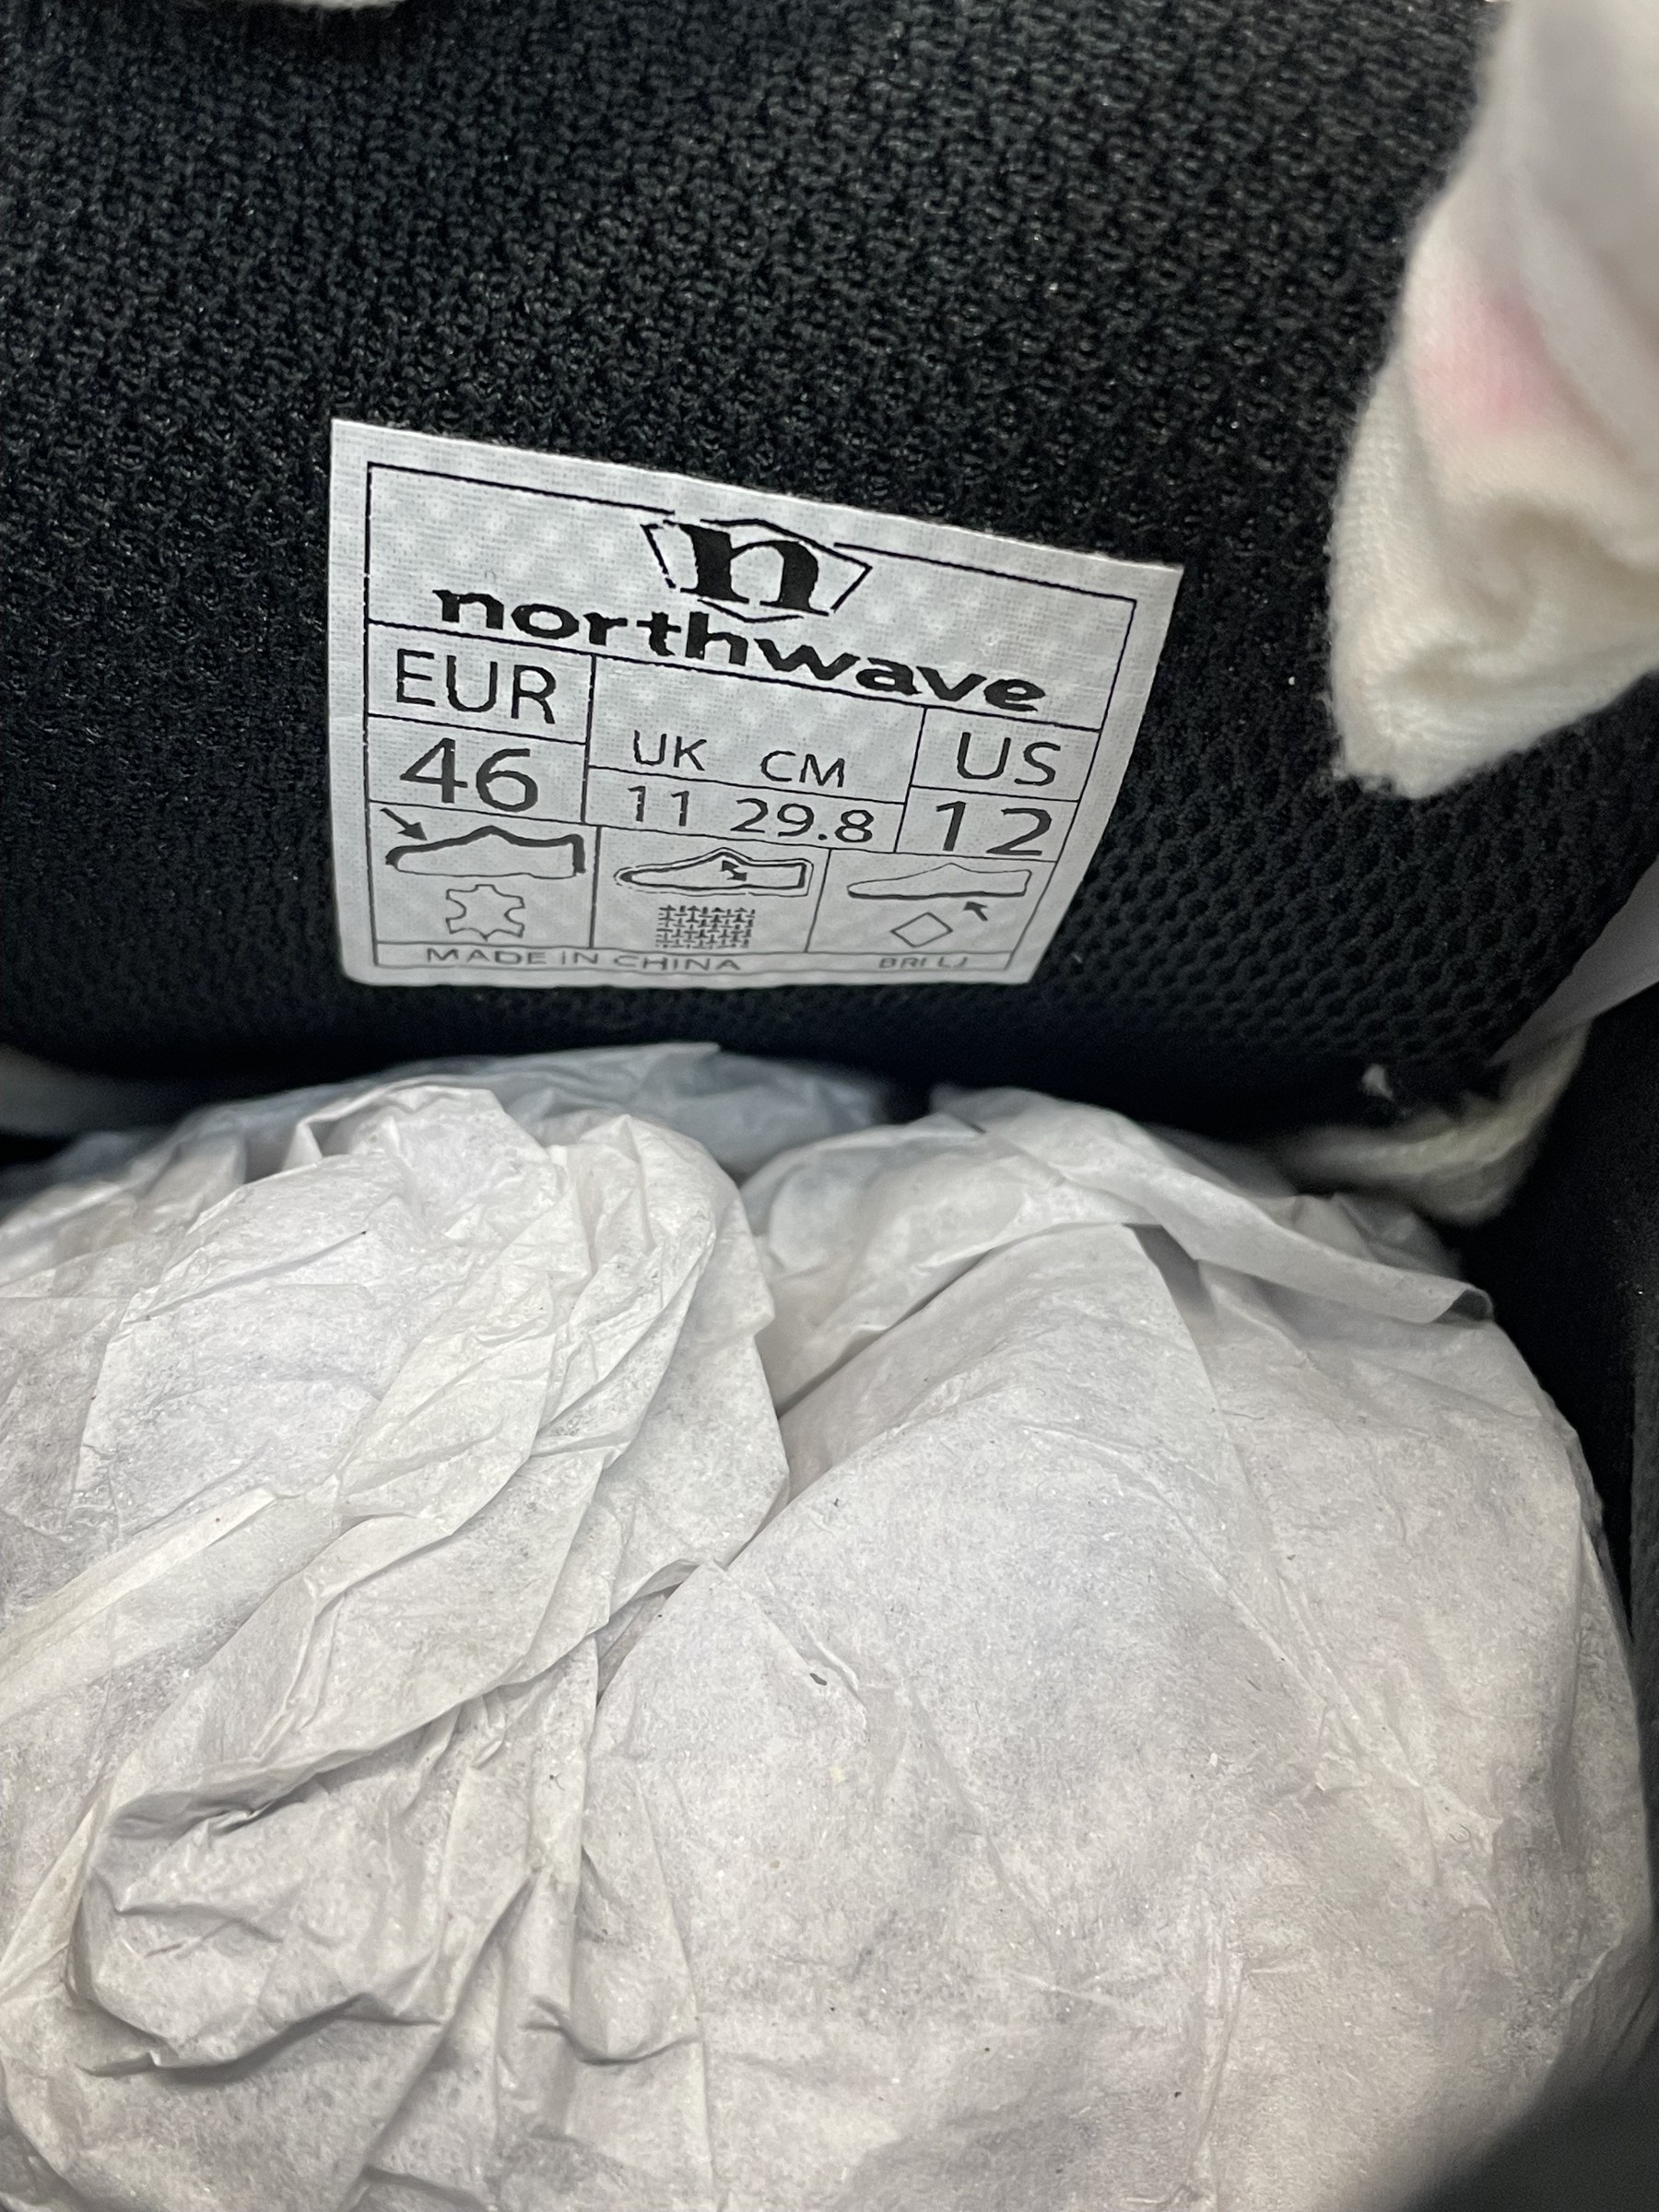 n
northwave
EUR UK CM US
46 11 29.8 12
MADE IN CHINA